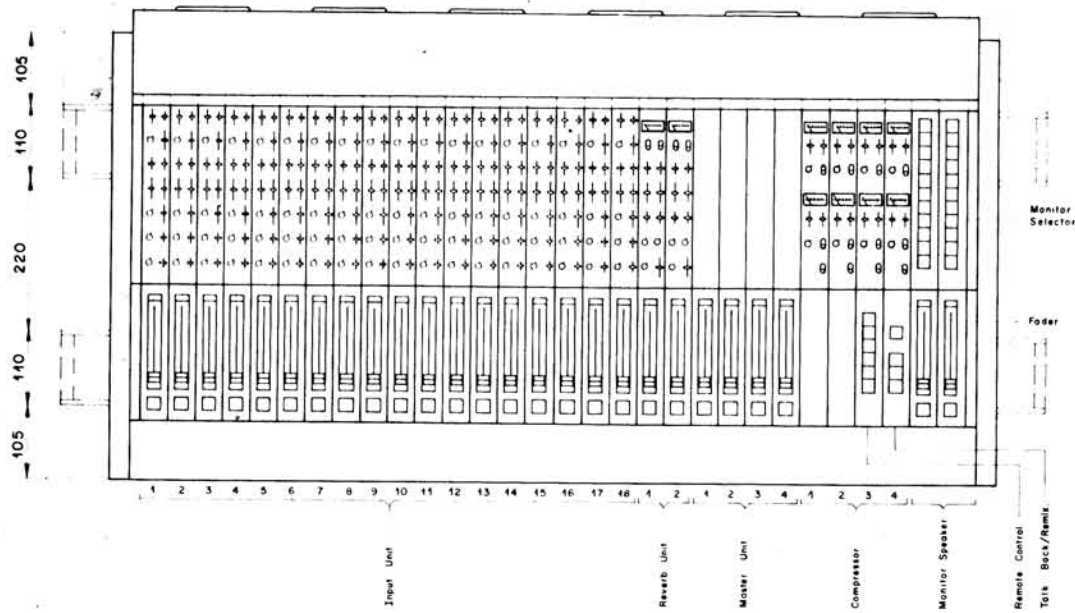 105
110
220
110
105
Monitor
Selector
Fader
1 2 3 4 5 6 7 8 9 10 11 12 13 14 15 16 17 18 1 2 1 2 3 4 1 2 3 4
Input Unit
Reverb Unit
Master Unit
Compressor
Monitor Speaker
Remote Control
Talk Back/Remix.